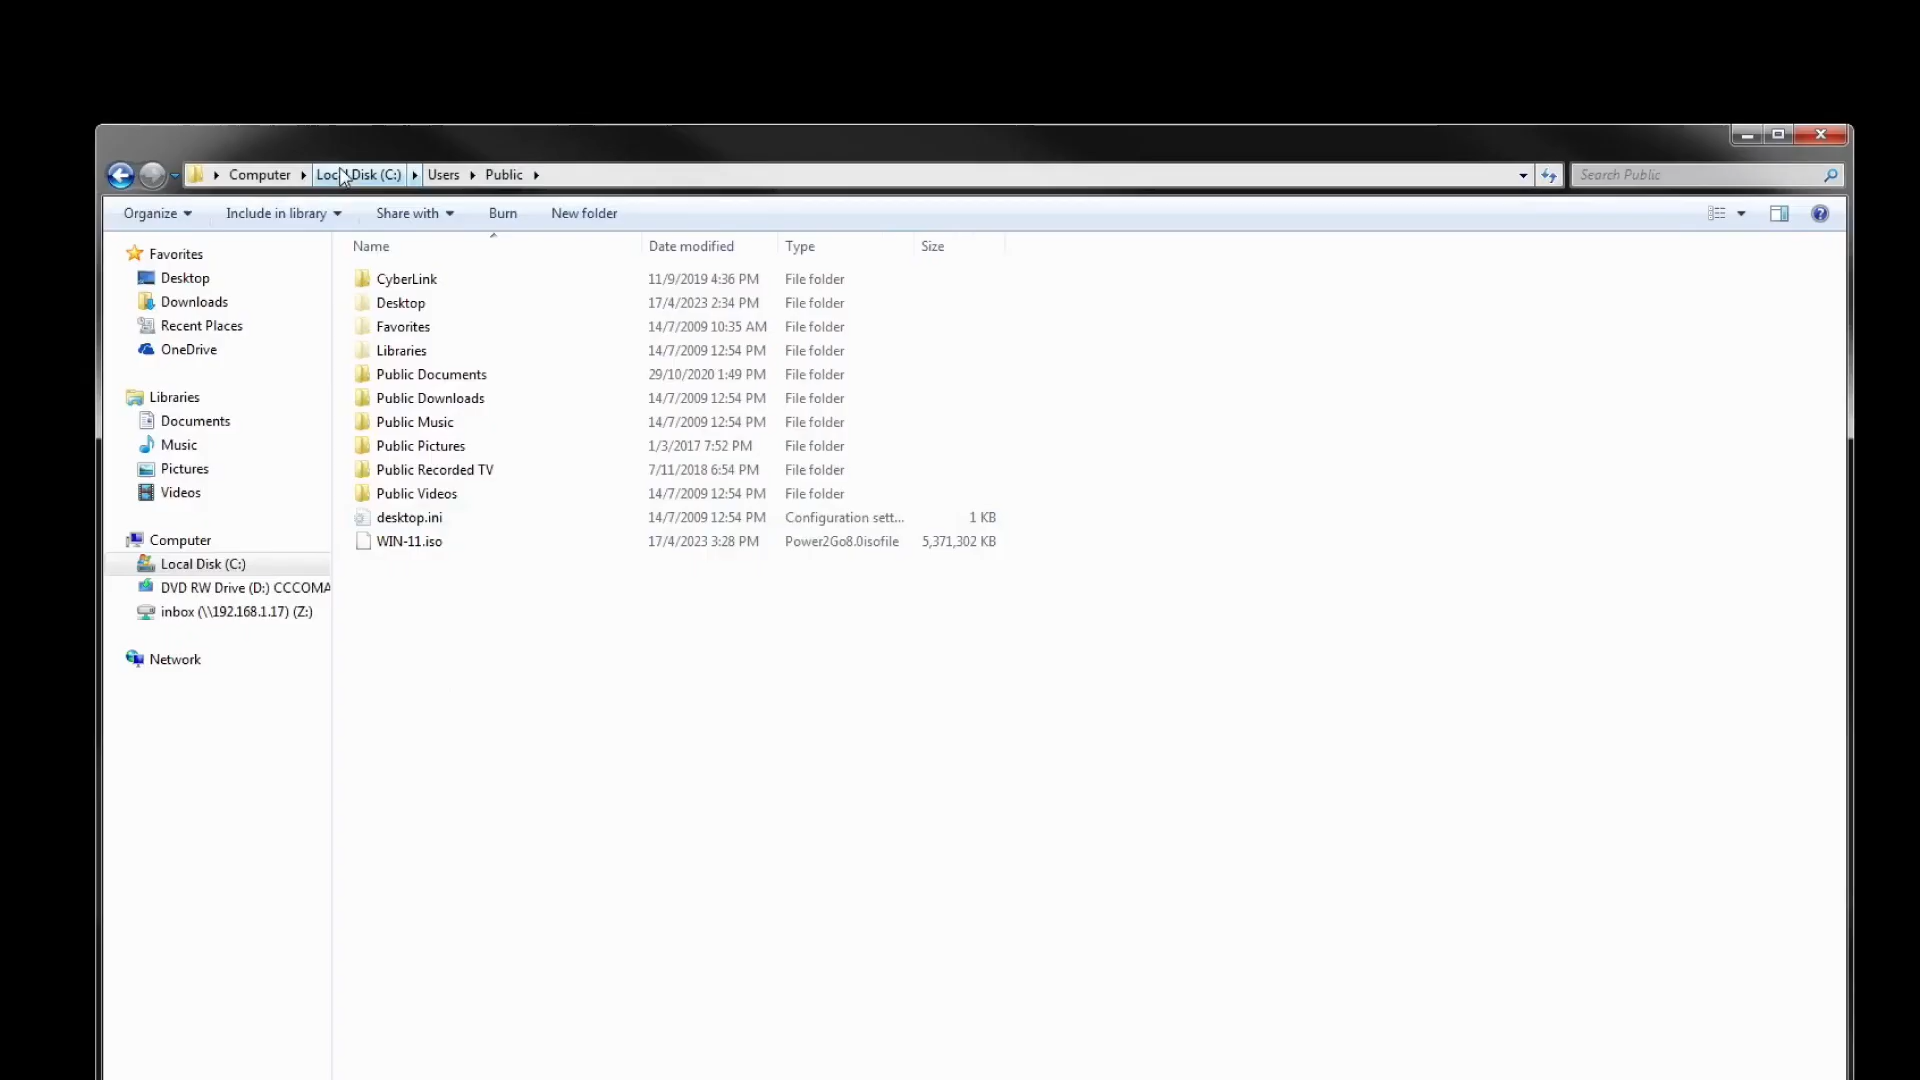 Computer Local Disk (C:) Users Public Search Public
Organize Include in library Share with Burn New folder
Favorites
Desktop
Downloads
Recent Places
OneDrive
Libraries
Documents
Music
Pictures
Videos
Computer
Local Disk (C:)
DVD RW Drive (D:) CCCOMA
inbox (\\192.168.1.17) (Z:)
Network
Name Date modified Type Size
CyberLink 11/9/2019 4:36 PM File folder
Desktop 17/4/2023 2:34 PM File folder
Favorites 14/7/2009 10:35 AM File folder
Libraries 14/7/2009 12:54 PM File folder
Public Documents 29/10/2020 1:49 PM File folder
Public Downloads 14/7/2009 12:54 PM File folder
Public Music 14/7/2009 12:54 PM File folder
Public Pictures 1/3/2017 7:52 PM File folder
Public Recorded TV 7/11/2018 6:54 PM File folder
Public Videos 14/7/2009 12:54 PM File folder
desktop.ini 14/7/2009 12:54 PM Configuration sett... 1 KB
WIN-11.iso 17/4/2023 3:28 PM Power2Go8.0isofile 5,371,302 KB